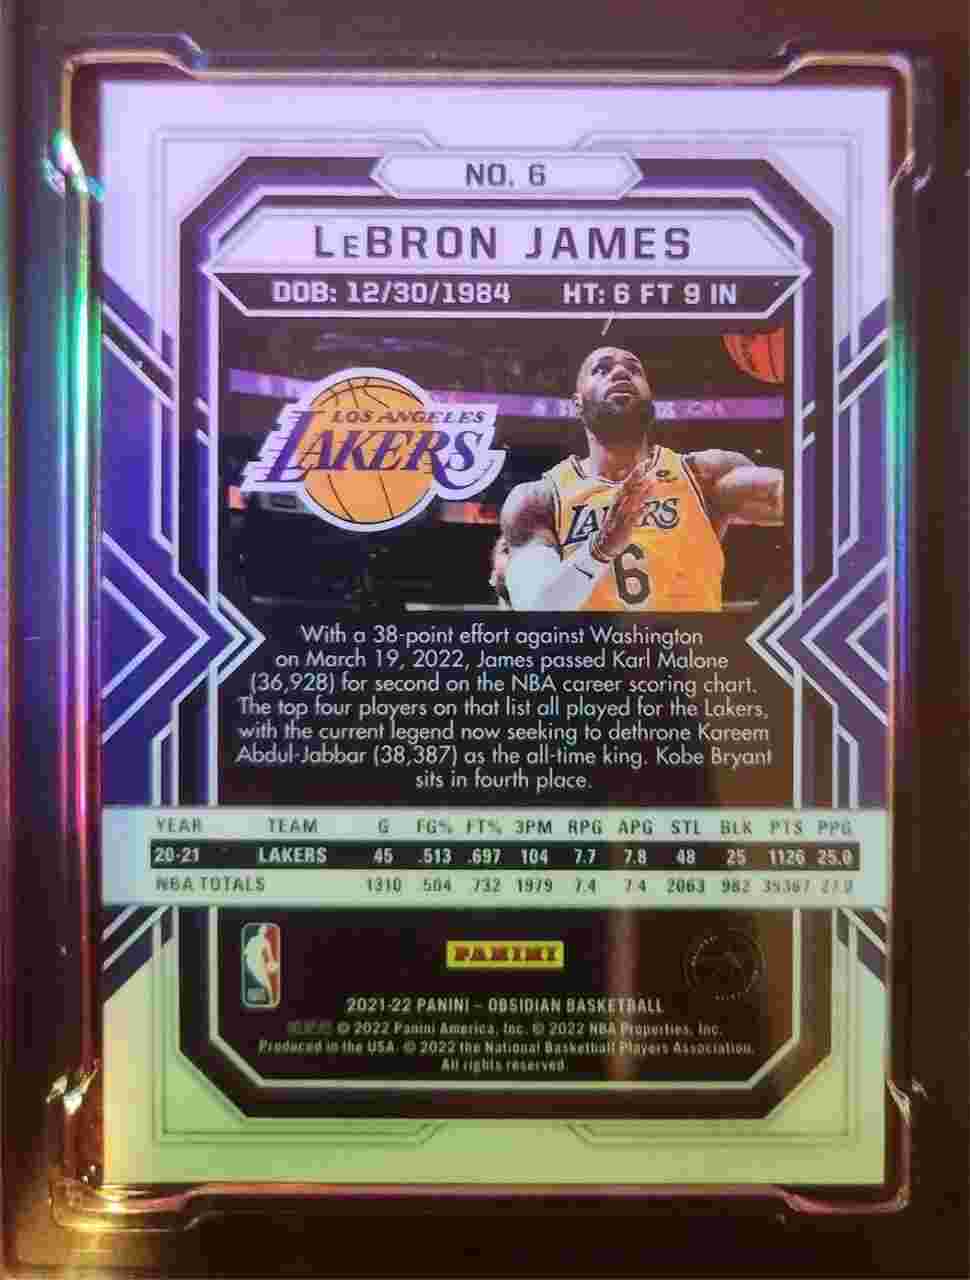 NO. 6
LeBRON JAMES
DOB: 12/30/1984 HT: 6 FT 9 IN
LOS ANGELES
LAKERS
LAKERS
6
With a 38-point effort against Washington
on March 19, 2022, James passed Karl Malone
(36,928) for second on the NBA career scoring chart.
The top four players on that list all played for the Lakers,
with the current legend now seeking to dethrone Kareem
Abdul-Jabbar (38,387) as the all-time king. Kobe Bryant
sits in fourth place.
YEAR TEAM G FG% FT% 3PM RPG APG STL BLK PTS PPG
20-21 LAKERS 45 .513 .697 104 7.7 7.8 48 25 1126 25.0
NBA TOTALS 1310 .504 .732 1979 7.4 7.4 2063 982 35367 27.0
PANINI
2021-22 PANINI – OBSIDIAN BASKETBALL
© 2022 Panini America, Inc. © 2022 NBA Properties, Inc.
Produced in the USA. © 2022 the National Basketball Players Association.
All rights reserved